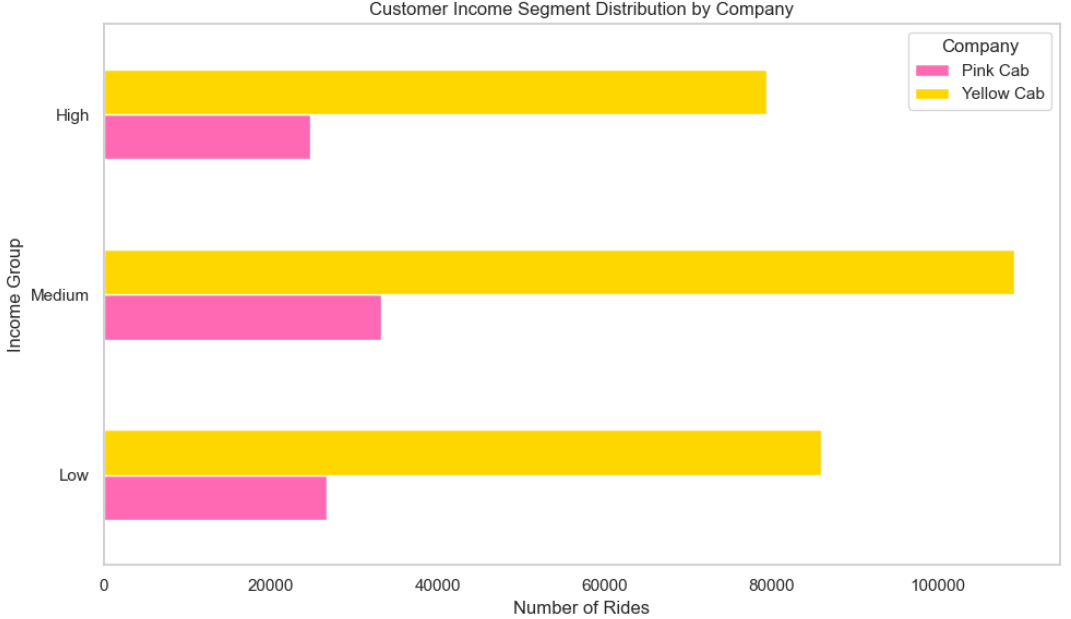 Customer Income Segment Distribution by Company
Company
Pink Cab
Yellow Cab
Income Group
High
Medium
Low
0 20000 40000 60000 80000 100000
Number of Rides